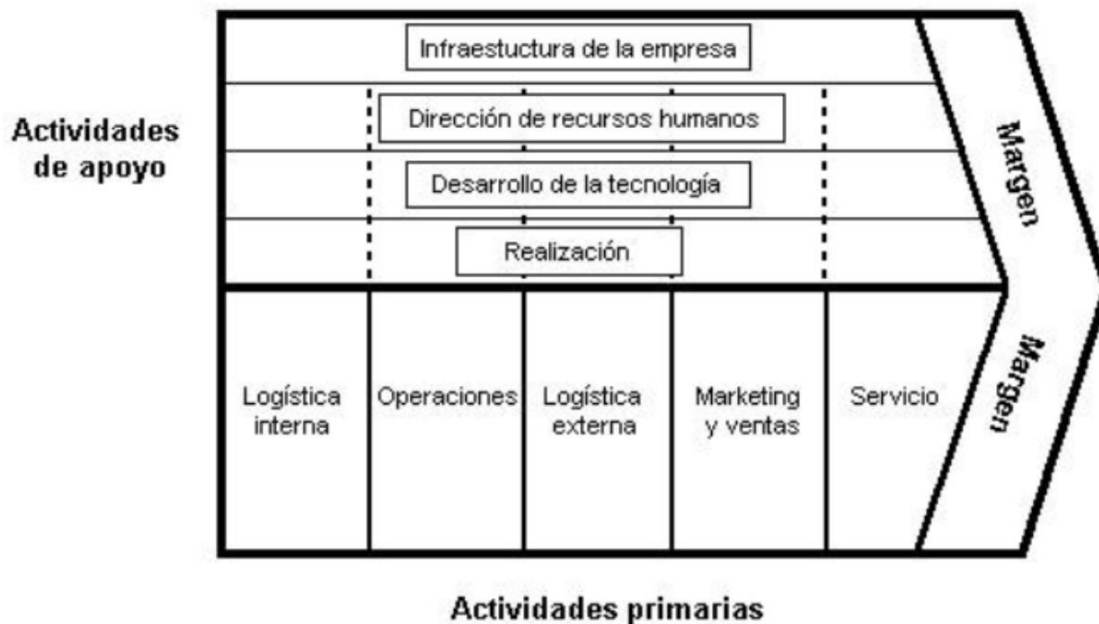 Infraestuctura de la empresa
Actividades
de apoyo
Dirección de recursos humanos
Desarrollo de la tecnología
Realización
Margen
Logística
interna
Operaciones
Logística
externa
Marketing
y ventas
Servicio
Margen
Actividades primarias